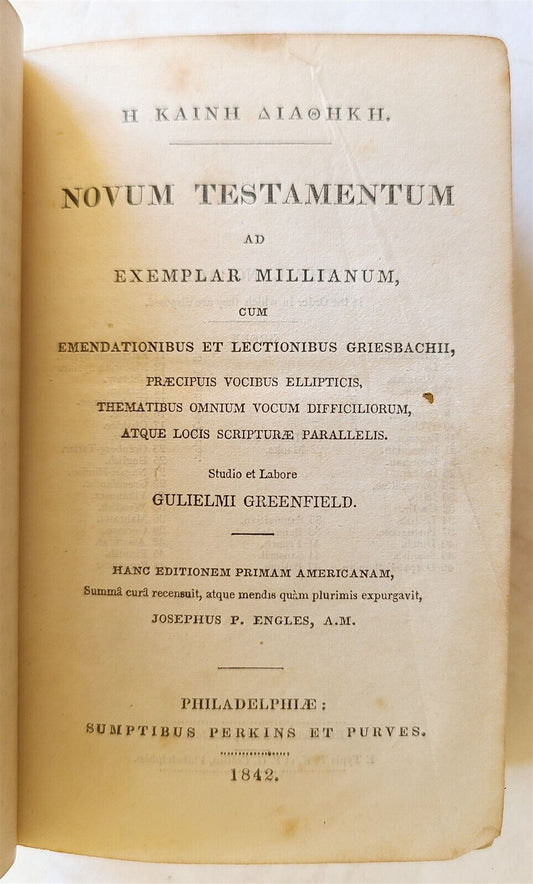 Η ΚΑΙΝΗ ΔΙΑΘΗΚΗ.
NOVUM TESTAMENTUM
AD
EXEMPLAR MILLIANUM,
CUM
EMENDATIONIBUS ET LECTIONIBUS GRIESBACHII,
PRÆCIPUIS VOCIBUS ELLIPTICIS,
THEMATIBUS OMNIUM VOCUM DIFFICILIORUM,
ATQUE LOCIS SCRIPTURÆ PARALLELIS.
Studio et Labore
GULIELMI GREENFIELD.
HANC EDITIONEM PRIMAM AMERICANAM,
Summâ curâ recensuit, atque mendis quàm plurimis expurgavit,
JOSEPHUS P. ENGLES, A.M.
PHILADELPHIÆ:
SUMPTIBUS PERKINS ET PURVES.
1842.